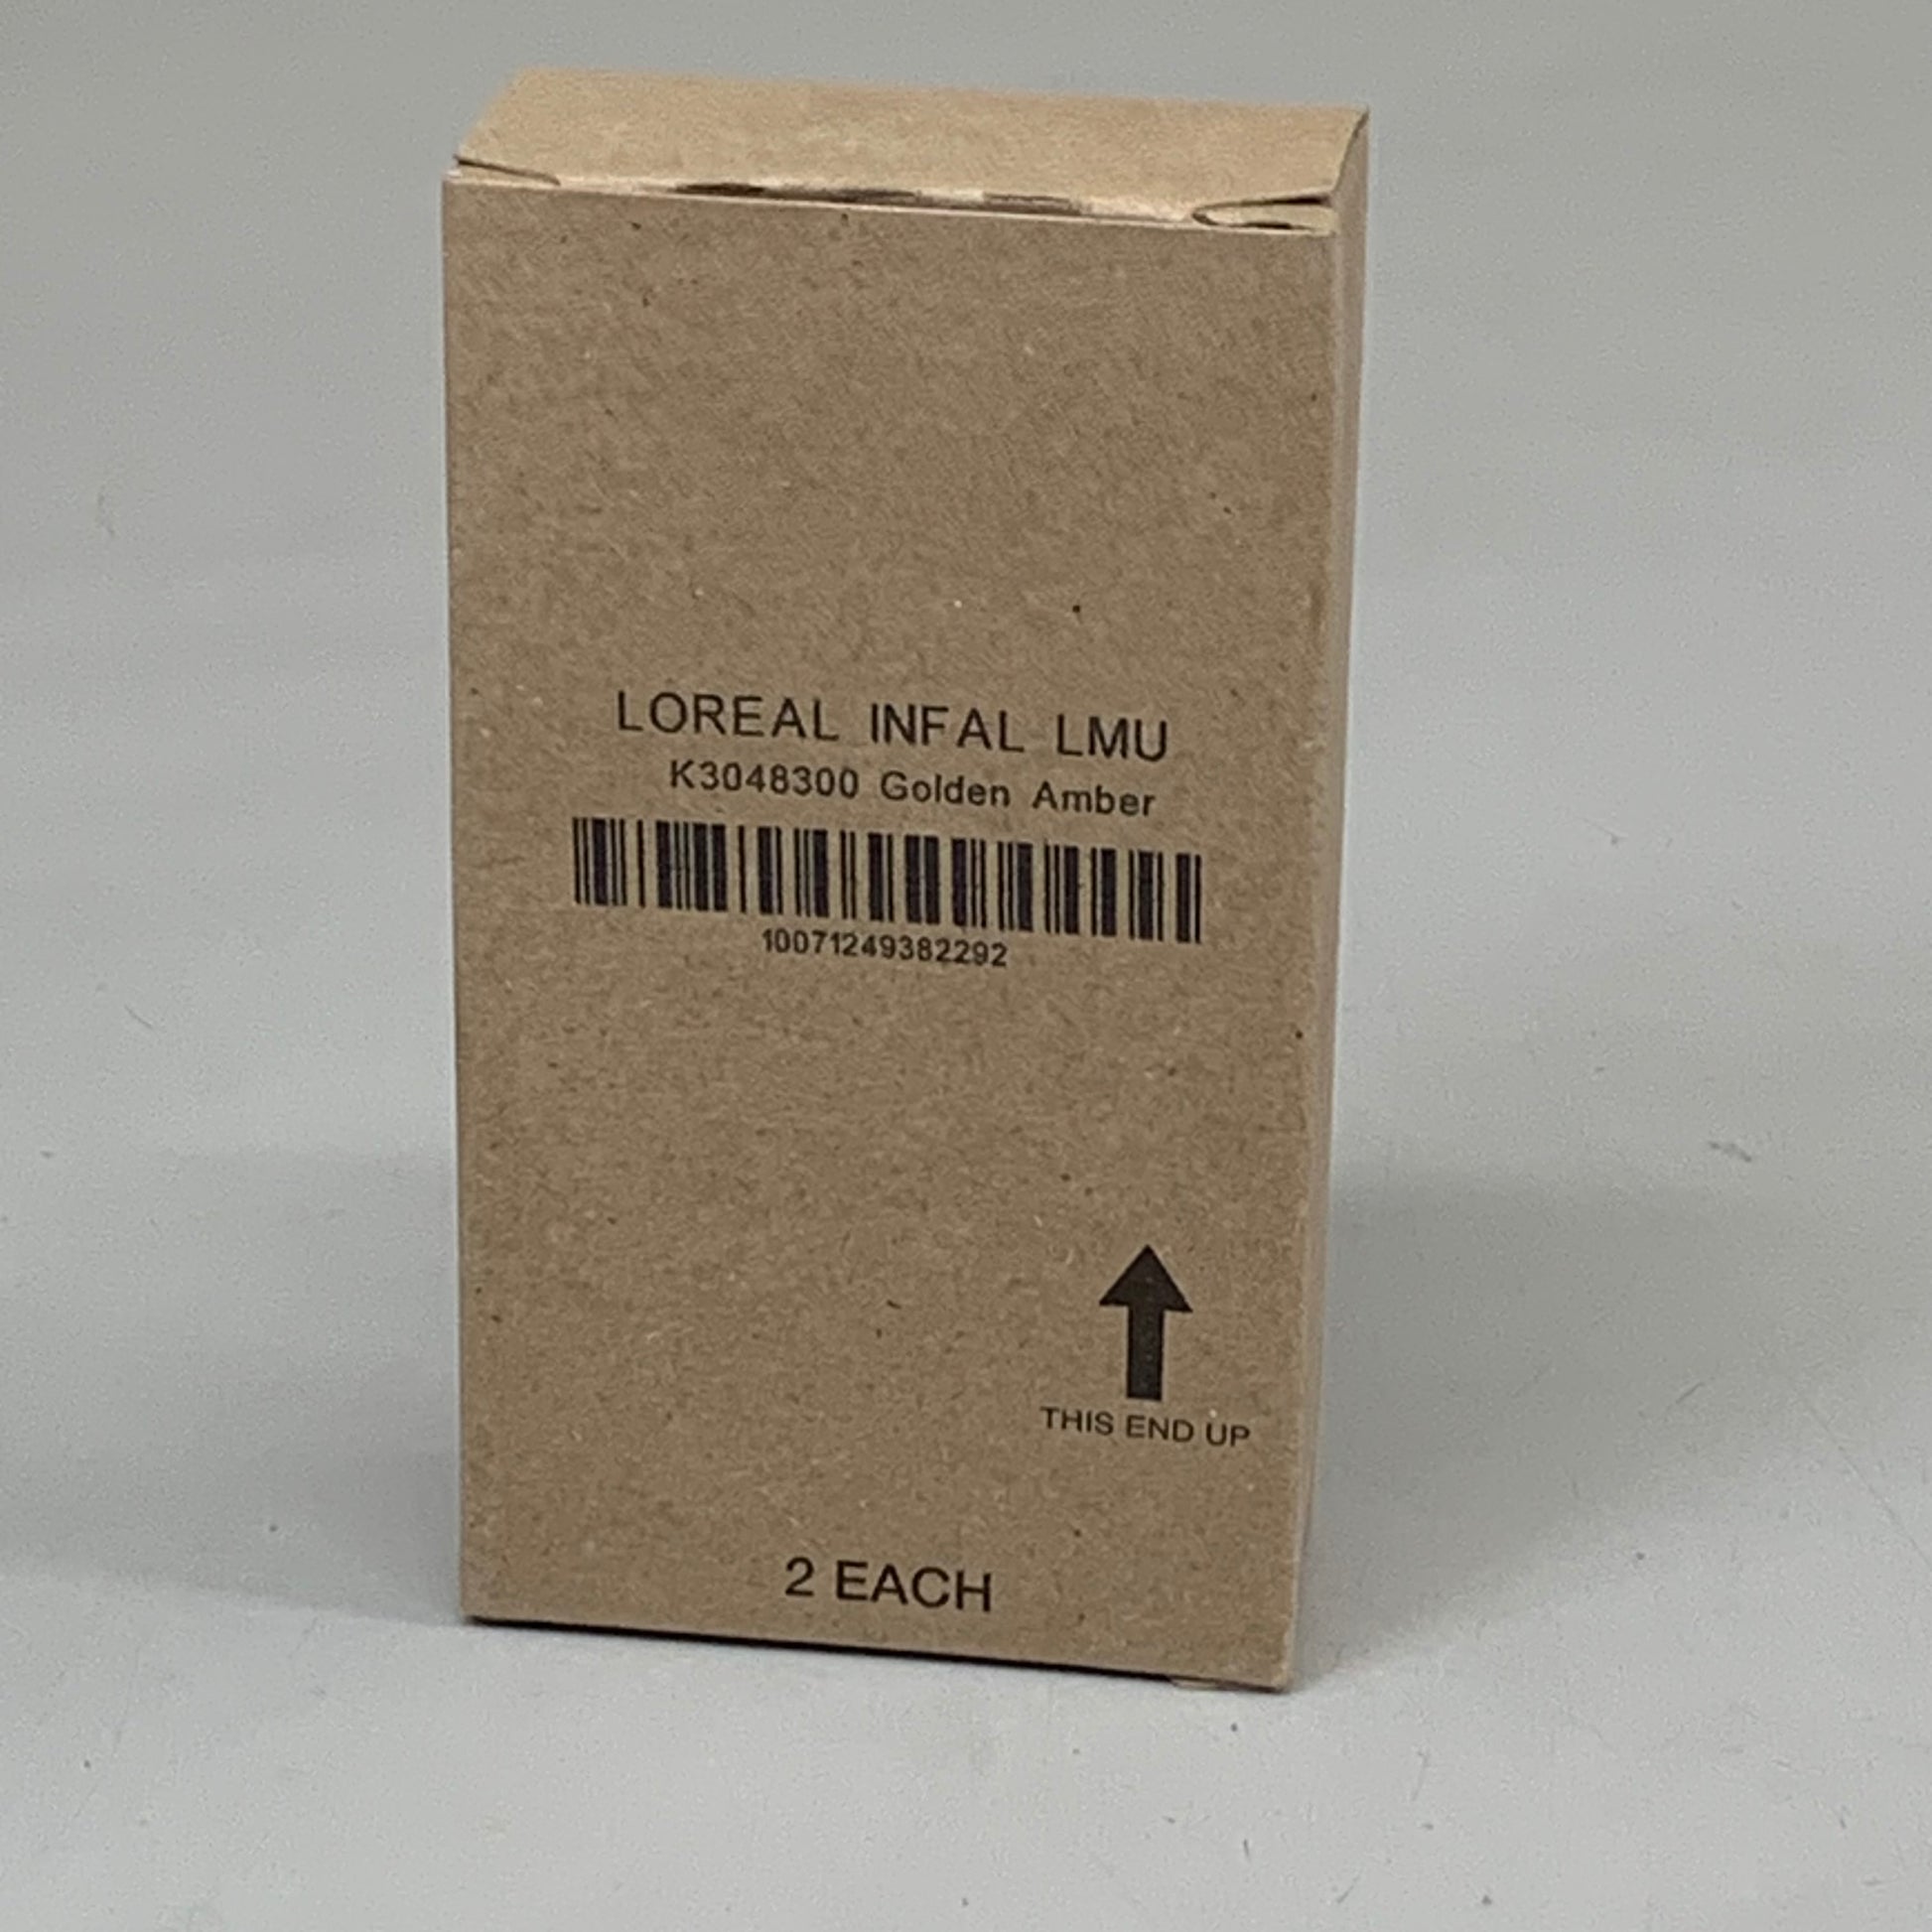 LOREAL INFAL LMU
K3048300 Golden Amber
10071249382292
THIS END UP
2 EACH